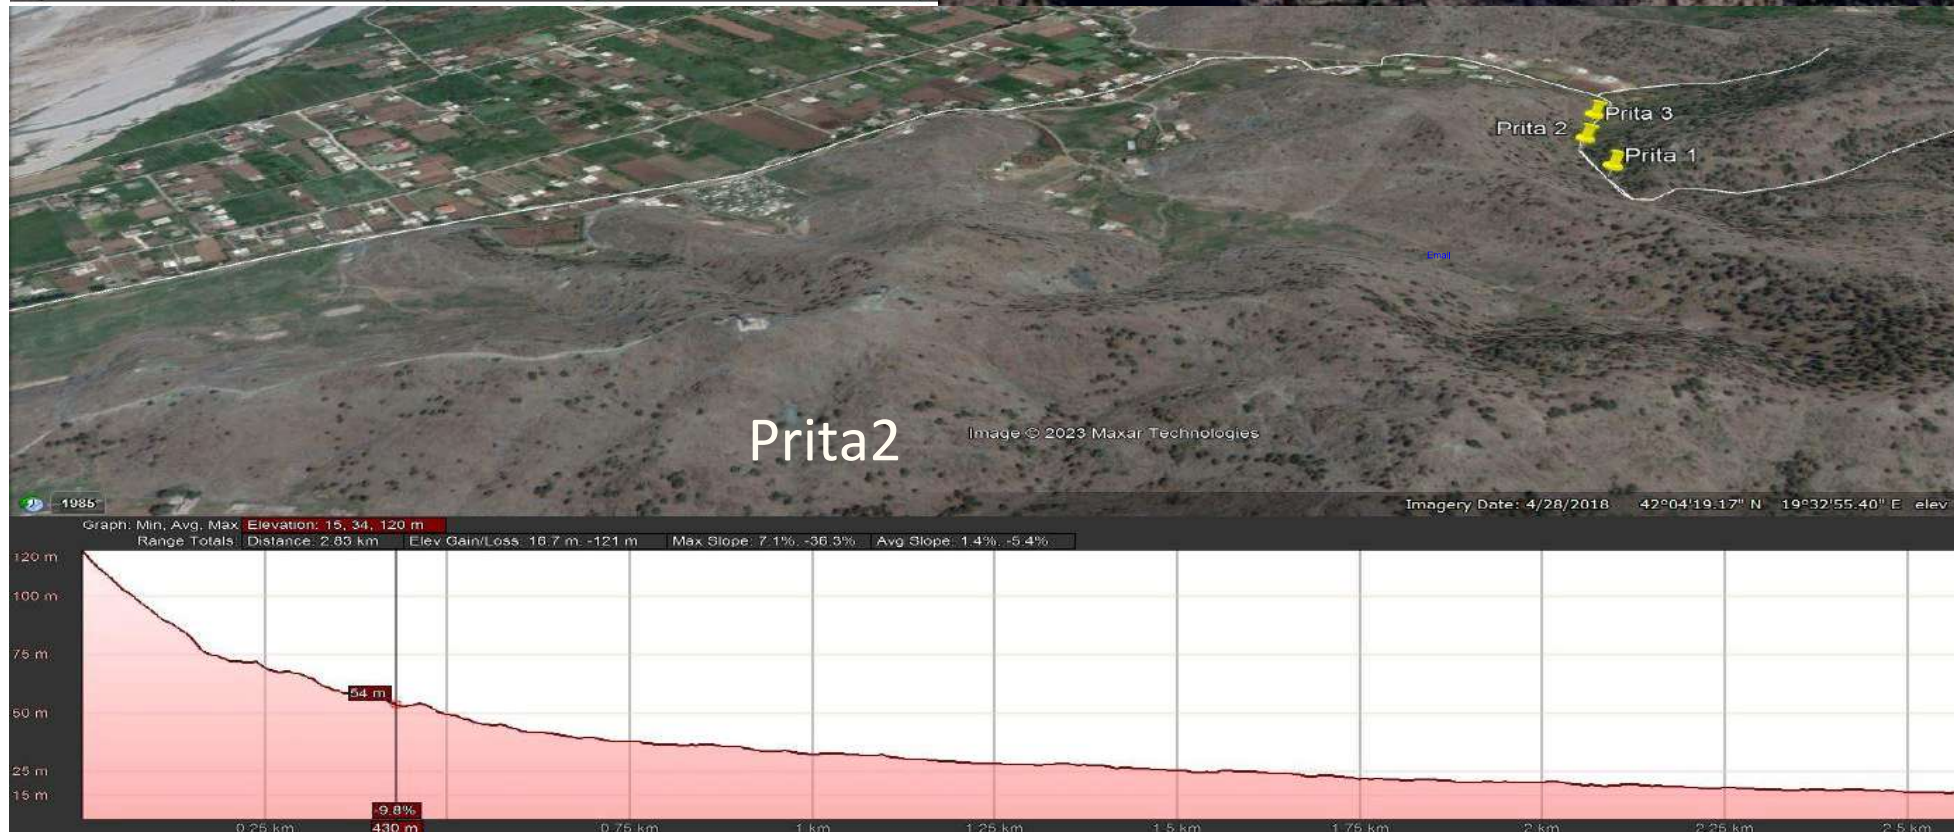 Prita 3
Prita 2
Prita 1
Email
Prita2
Image © 2023 Maxar Technologies
1985
Imagery Date: 4/28/2018 42°04'19.17" N 19°32'55.40" E elev
Graph: Min, Avg, Max Elevation: 15, 34, 120 m
Range Totals: Distance: 2.83 km Elev Gain/Loss: 16.7 m, -121 m Max Slope: 7.1%, -36.3% Avg Slope: 1.4%, -5.4%
120 m
100 m
75 m
54 m
50 m
25 m
15 m
-9.8%
0.25 km 430 m 0.75 km 1 km 1.25 km 1.5 km 1.75 km 2 km 2.25 km 2.5 km